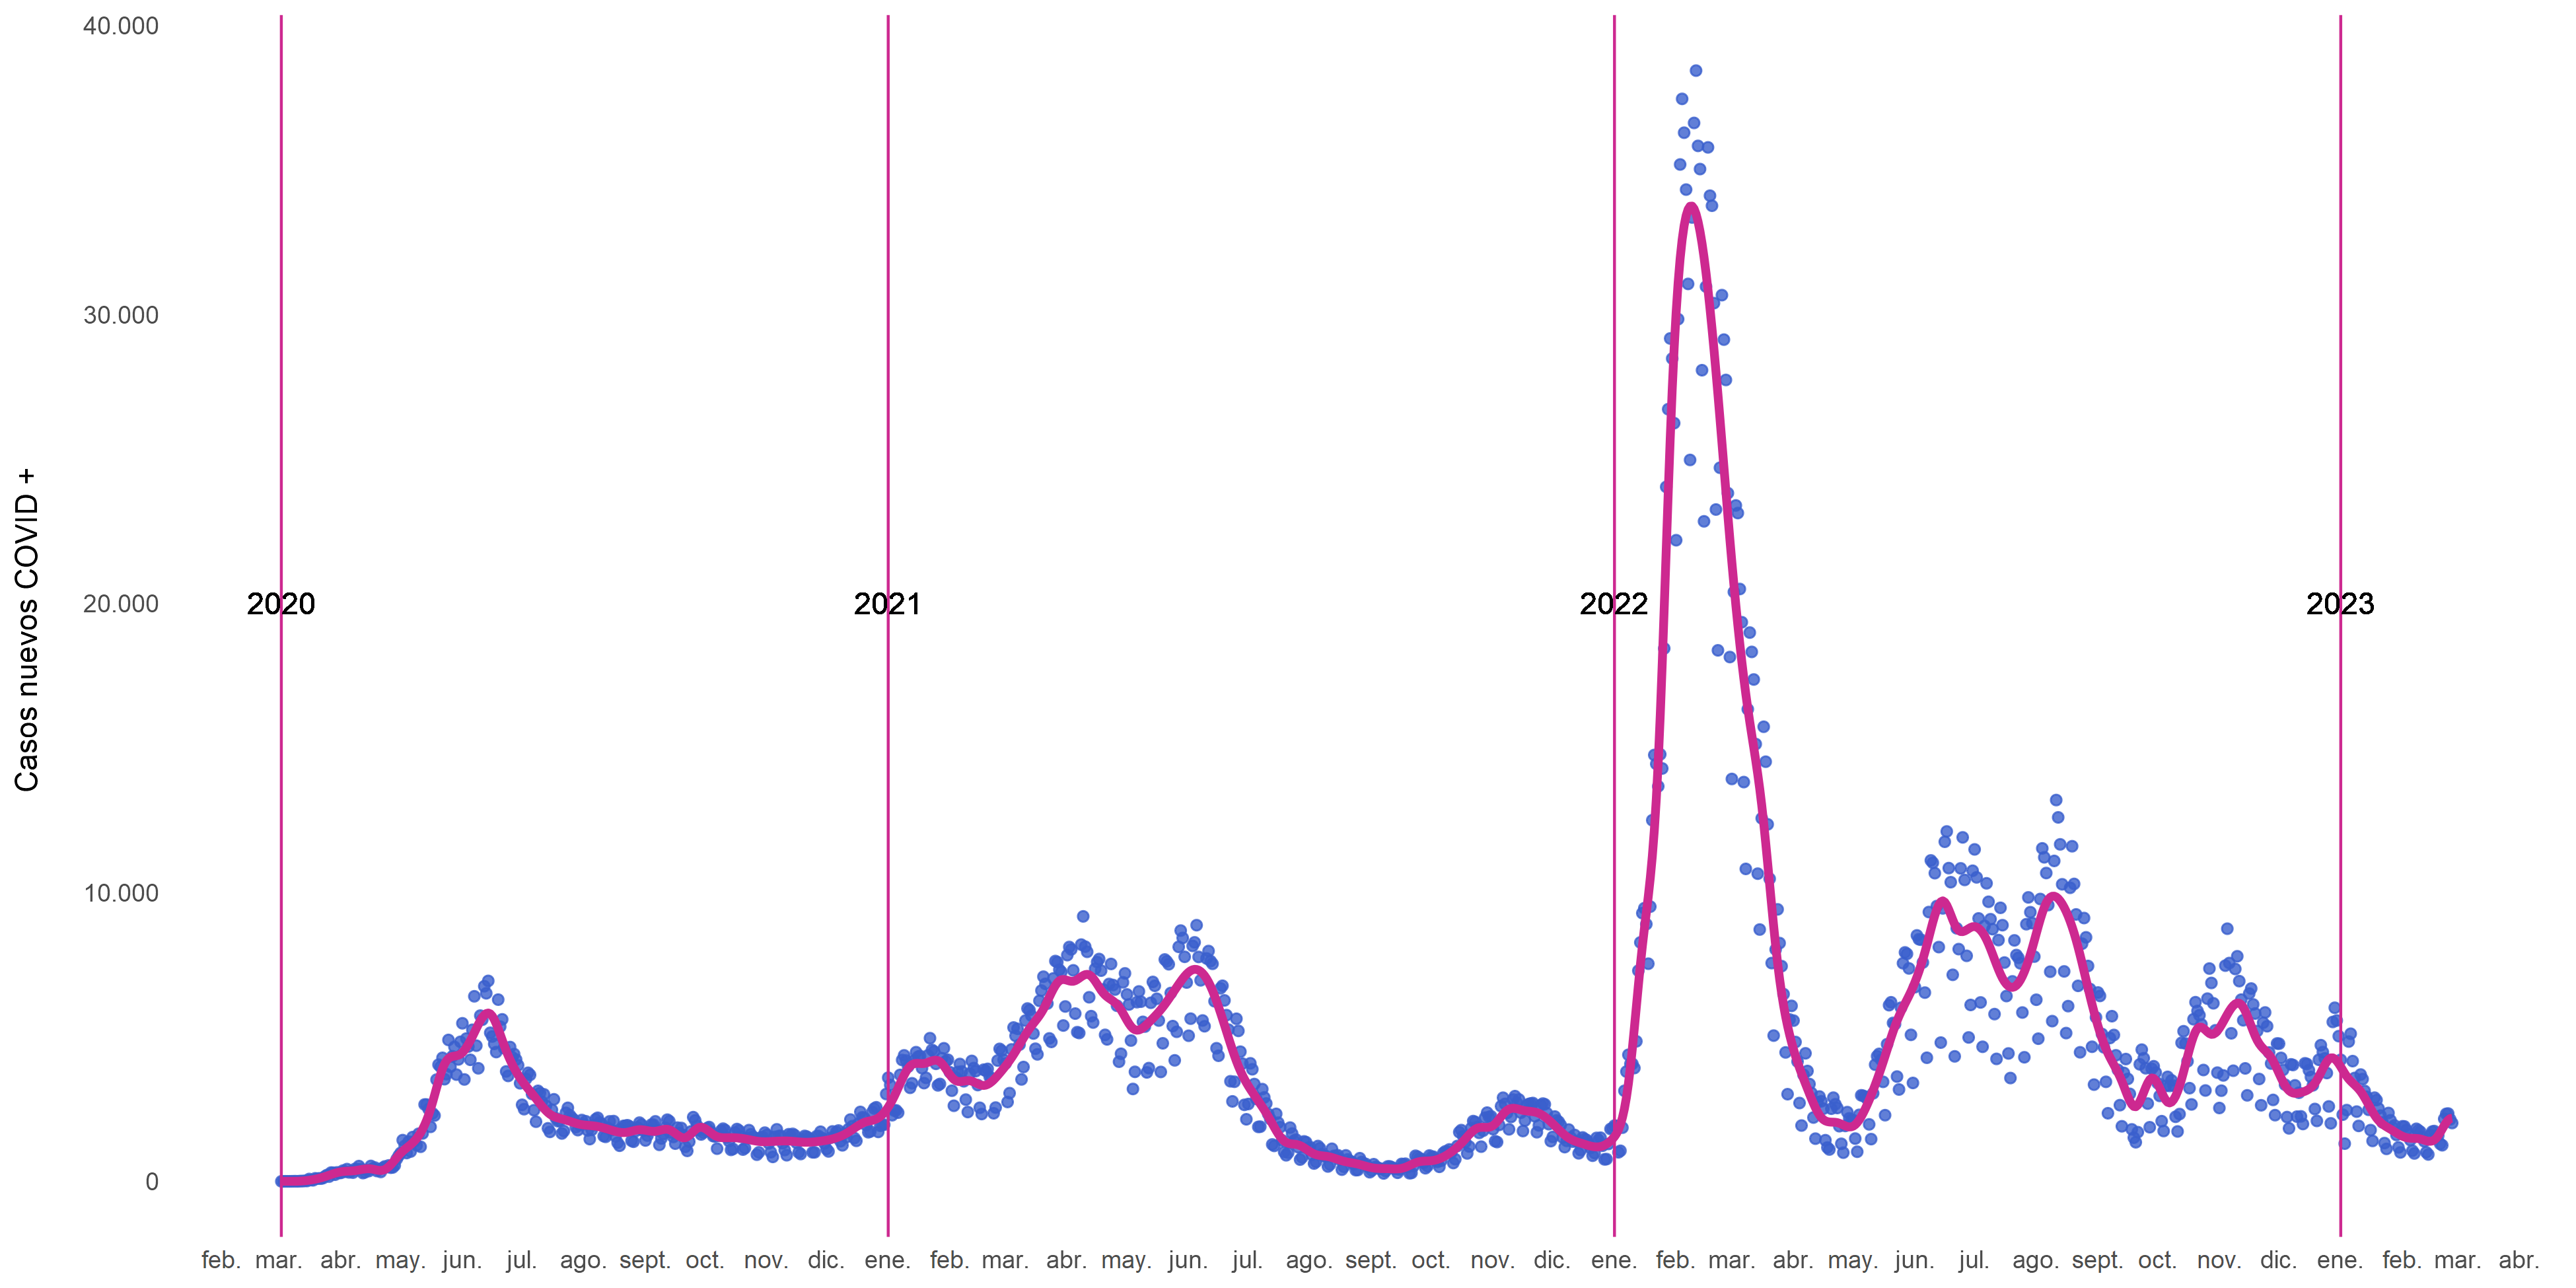 40.000
30.000
20.000
10.000
0
Casos nuevos COVID +
2020 2021 2022 2023
feb. mar. abr. may. jun. jul. ago. sept. oct. nov. dic. ene. feb. mar. abr. may. jun. jul. ago. sept. oct. nov. dic. ene. feb. mar. abr. may. jun. jul. ago. sept. oct. nov. dic. ene. feb. mar. abr.